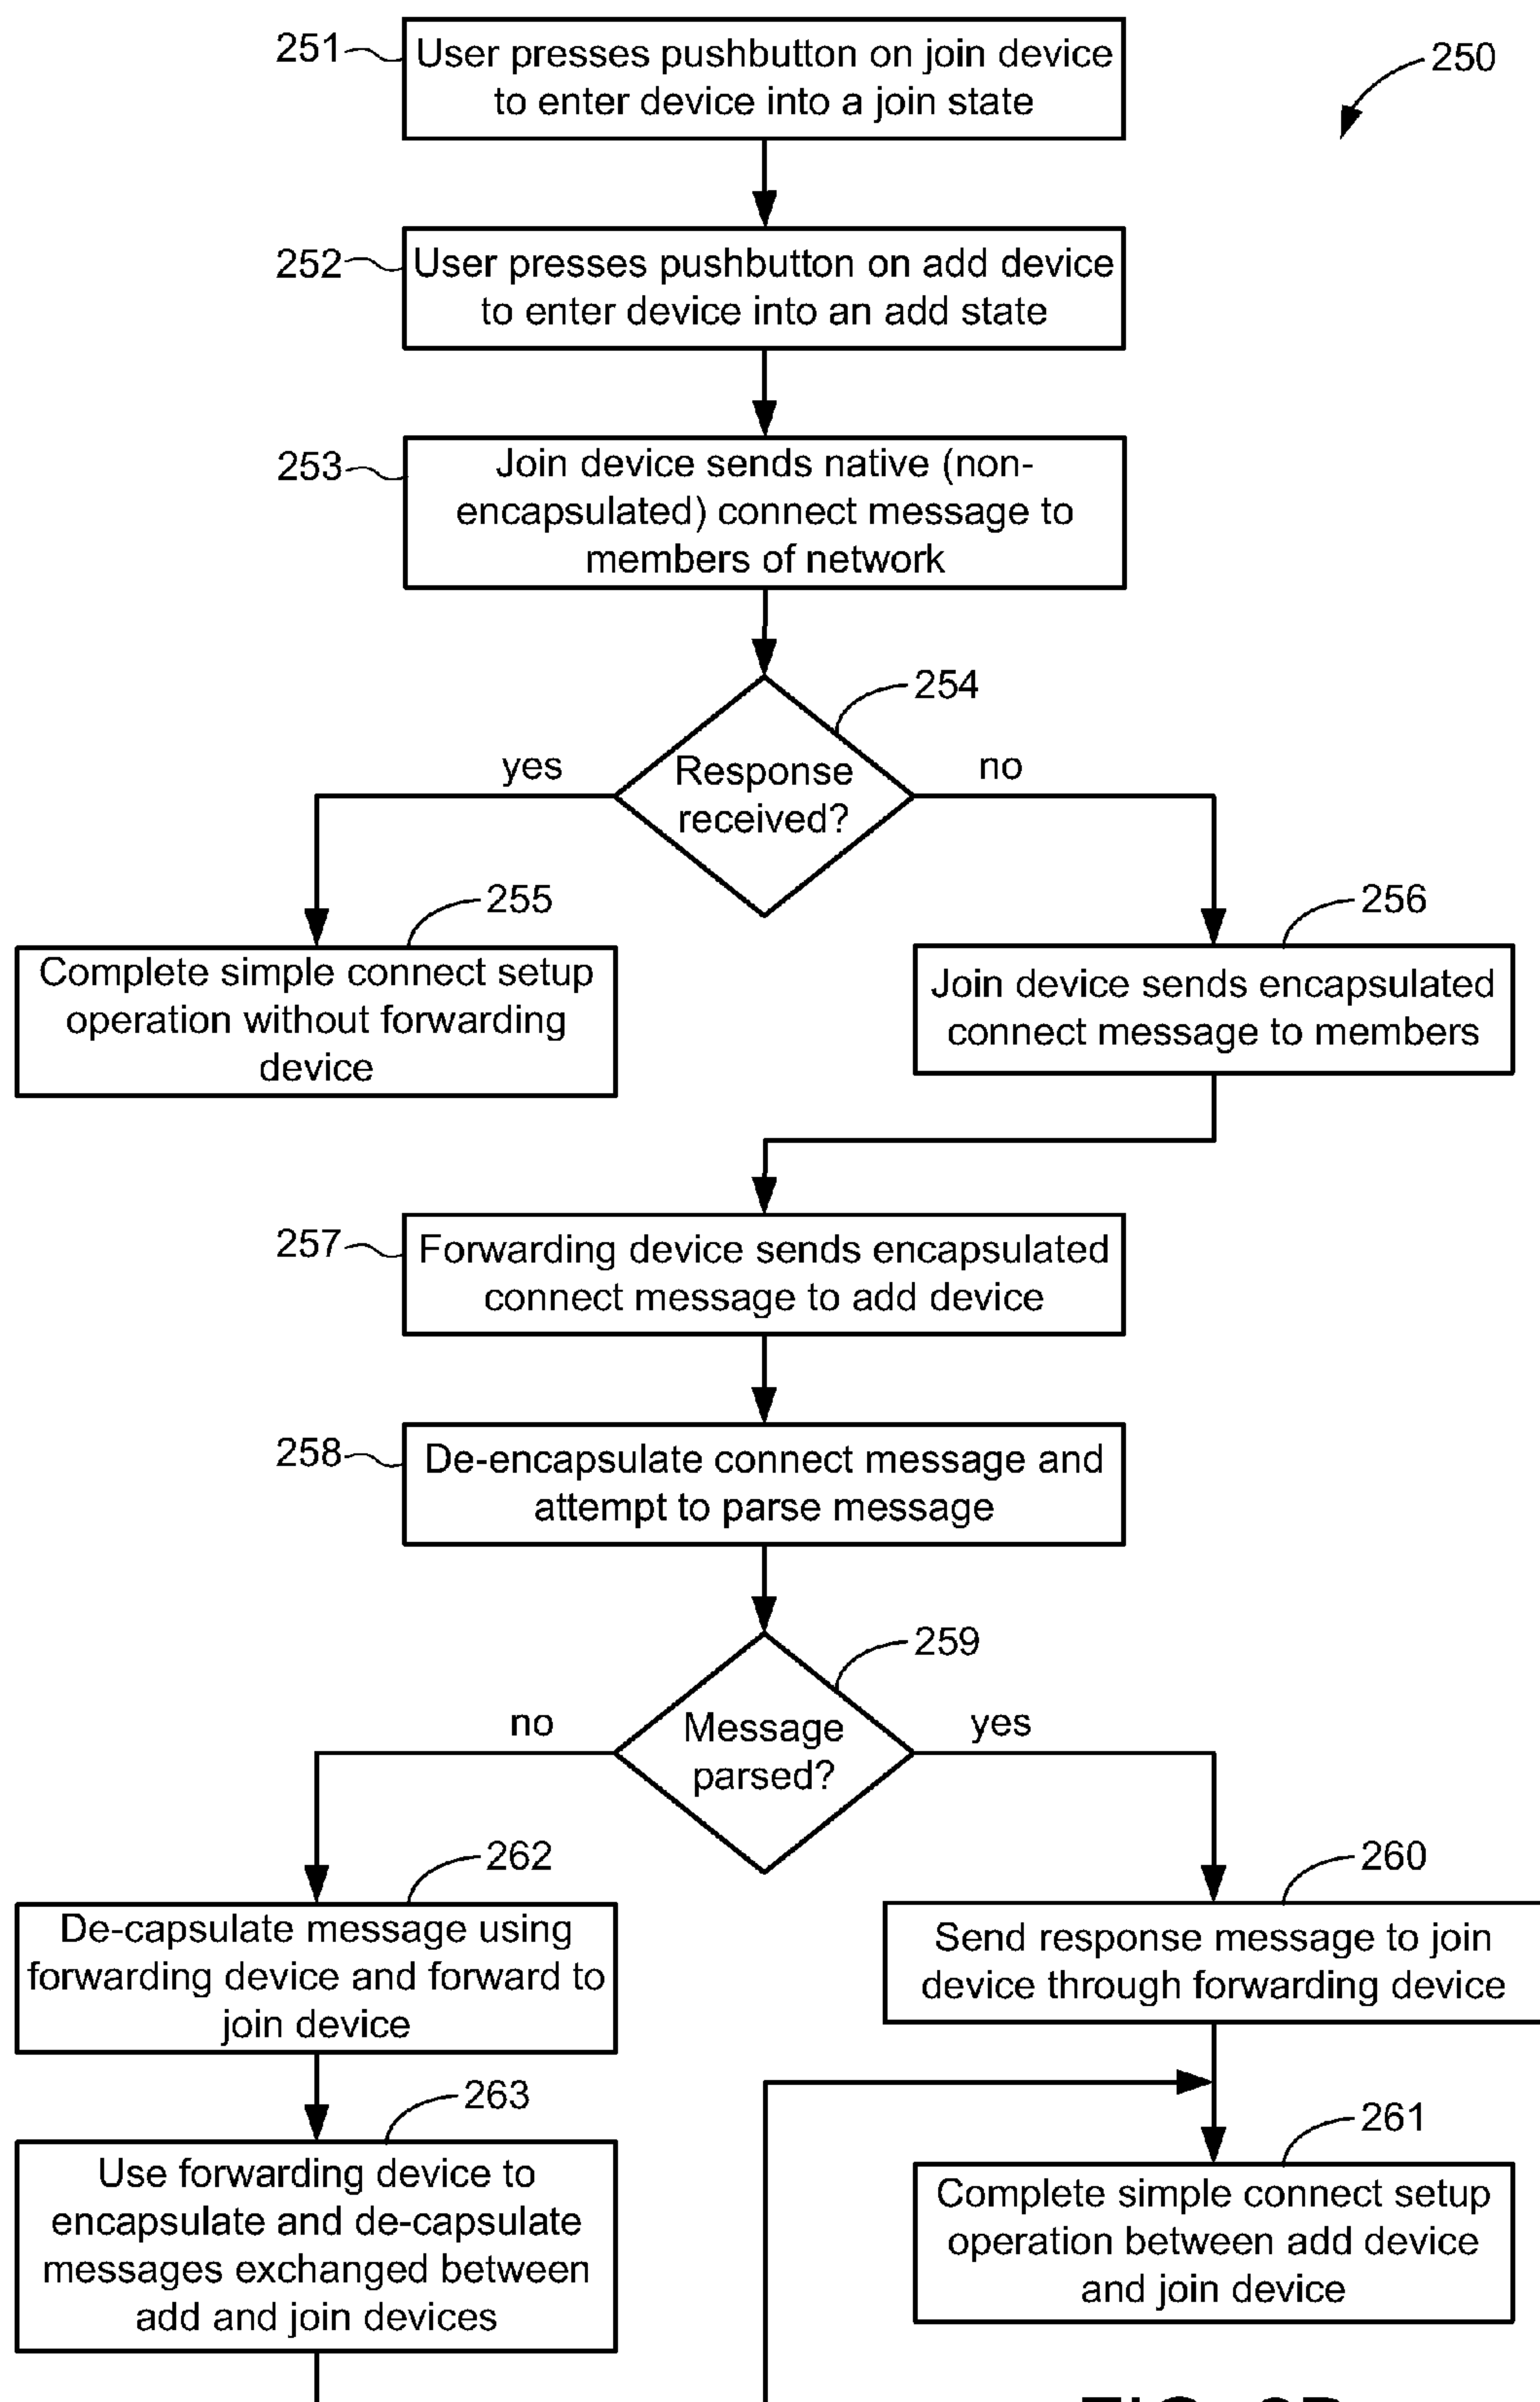 251
User presses pushbutton on join device
to enter device into a join state
250
252
User presses pushbutton on add device
to enter device into an add state
253
Join device sends native (non-
encapsulated) connect message to
members of network
254
Response
received?
yes
no
255
Complete simple connect setup
operation without forwarding
device
256
Join device sends encapsulated
connect message to members
257
Forwarding device sends encapsulated
connect message to add device
258
De-encapsulate connect message and
attempt to parse message
259
Message
parsed?
no
yes
262
De-capsulate message using
forwarding device and forward to
join device
260
Send response message to join
device through forwarding device
263
Use forwarding device to
encapsulate and de-capsulate
messages exchanged between
add and join devices
261
Complete simple connect setup
operation between add device
and join device